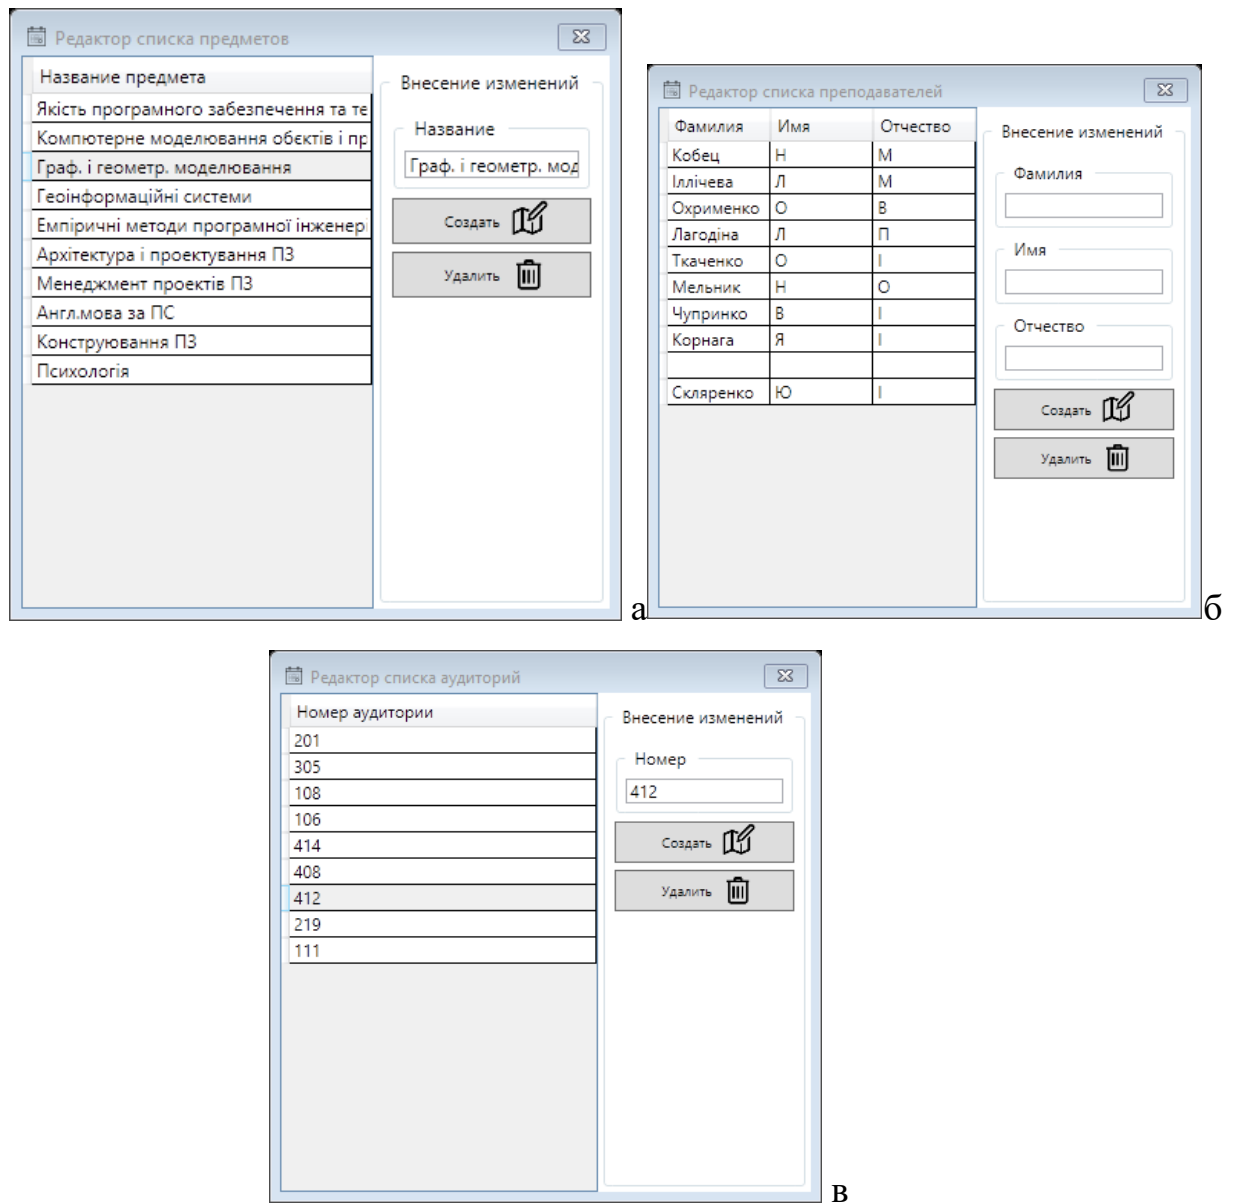 Редактор списка предметов
Название предмета
Якість програмного забезпечення та те
Компютерне моделювання обєктів і пр
Граф. і геометр. моделювання
Геоінформаційні системи
Емпіричні методи програмної інженері
Архітектура і проектування ПЗ
Менеджмент проектів ПЗ
Англ.мова за ПС
Конструювання ПЗ
Психологія
Внесение изменений
Название
Граф. і геометр. мод
Создать
Удалить
а
Редактор списка преподавателей
Фамилия Имя Отчество
Кобец Н М
Іллічева Л М
Охрименко О В
Лагодіна Л П
Ткаченко О І
Мельник Н О
Чупринко В І
Корнага Я І
Скляренко Ю І
Внесение изменений
Фамилия
Имя
Отчество
Создать
Удалить
б
Редактор списка аудиторий
Номер аудитории
201
305
108
106
414
408
412
219
111
Внесение изменений
Номер
412
Создать
Удалить
в